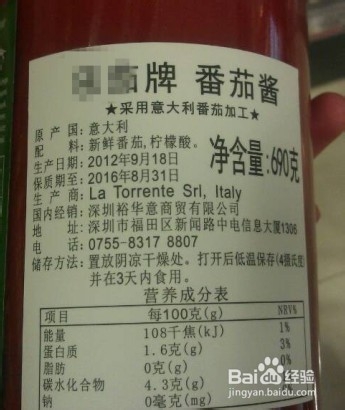 牌 番茄酱
★采用意大利番茄加工★
原 产 国: 意大利
配 料: 新鲜番茄, 柠檬酸。
生产日期: 2012年9月18日
保质期至: 2016年8月31日
净含量: 690克
生 产 商: La Torrente Srl, Italy
国内经销: 深圳裕华意商贸有限公司
地 址: 深圳市福田区新闻路中电信息大厦1306
电 话: 0755-8317 8807
储存方法: 置放阴凉干燥处。打开后低温保存(4摄氏度)
并在3天内食用。
营养成分表
项目 每100克(g) NRV%
能量 108千焦(kJ) 1%
蛋白质 1.6克(g) 3%
脂肪 0克(g) 0%
碳水化合物 4.3克(g)
钠 0毫克(mg)
Baidu 经验
jingyan.baidu.com